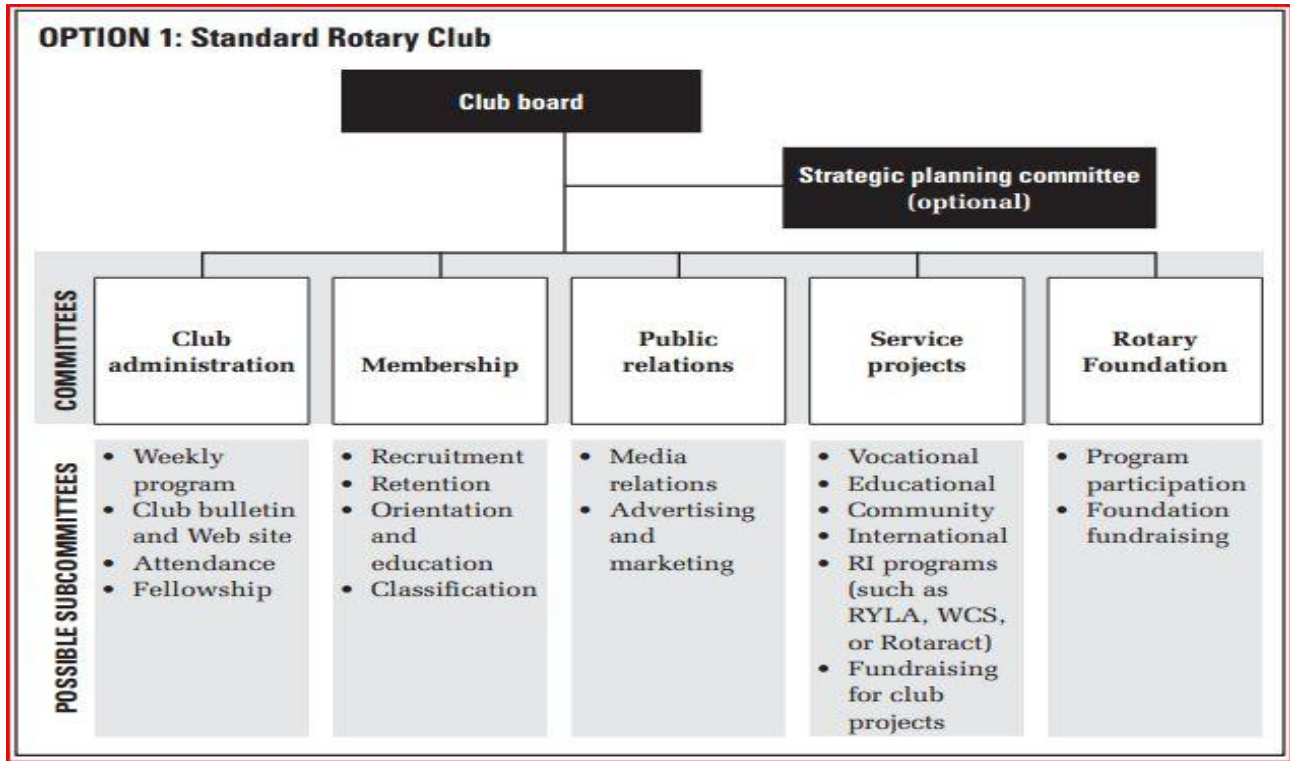 OPTION 1: Standard Rotary Club
Club board
Strategic planning committee
(optional)
COMMITTEES
Club
administration
Membership
Public
relations
Service
projects
Rotary
Foundation
POSSIBLE SUBCOMMITTEES
• Weekly
program
• Club bulletin
and Web site
• Attendance
• Fellowship
• Recruitment
• Retention
• Orientation
and
education
• Classification
• Media
relations
• Advertising
and
marketing
• Vocational
• Educational
• Community
• International
• RI programs
(such as
RYLA, WCS,
or Rotaract)
• Fundraising
for club
projects
• Program
participation
• Foundation
fundraising